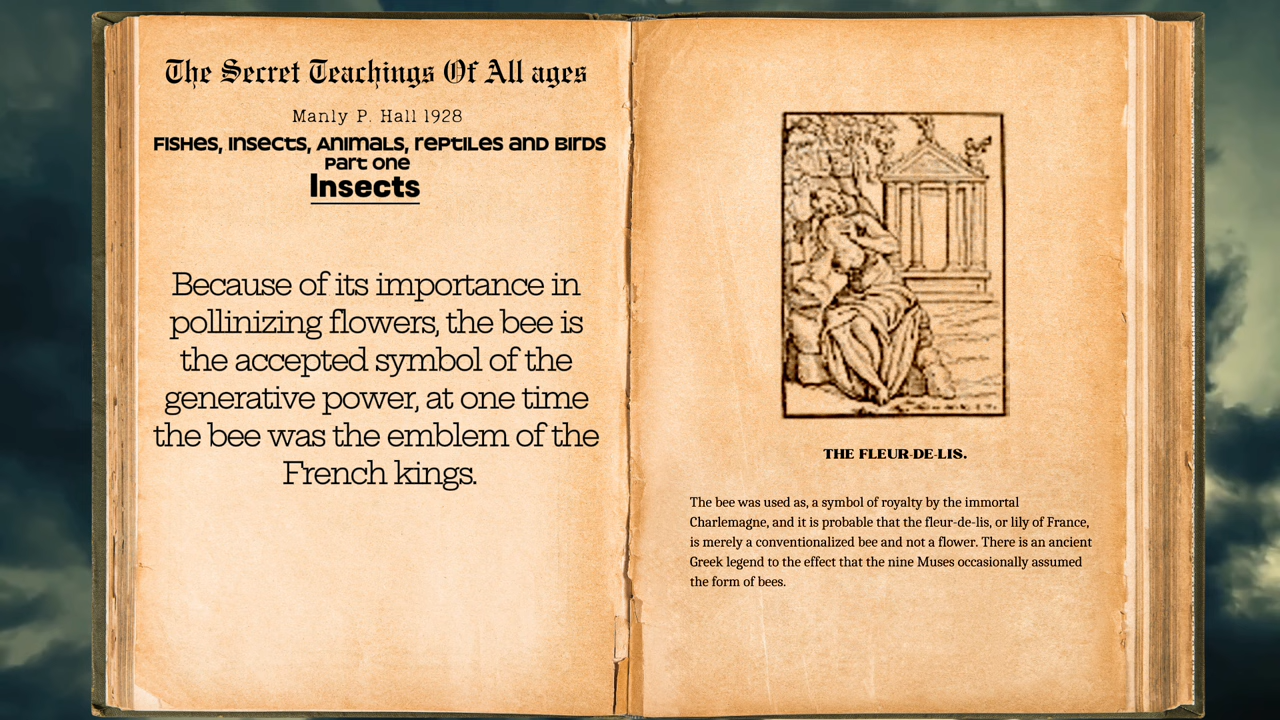 The Secret Teachings Of All ages
Manly P. Hall 1928
Fishes, Insects, Animals, reptiles and Birds
Part one
Insects
Because of its importance in
pollinizing flowers, the bee is
the accepted symbol of the
generative power, at one time
the bee was the emblem of the
French kings.
THE FLEUR-DE-LIS.
The bee was used as, a symbol of royalty by the immortal
Charlemagne, and it is probable that the fleur-de-lis, or lily of France,
is merely a conventionalized bee and not a flower. There is an ancient
Greek legend to the effect that the nine Muses occasionally assumed
the form of bees.